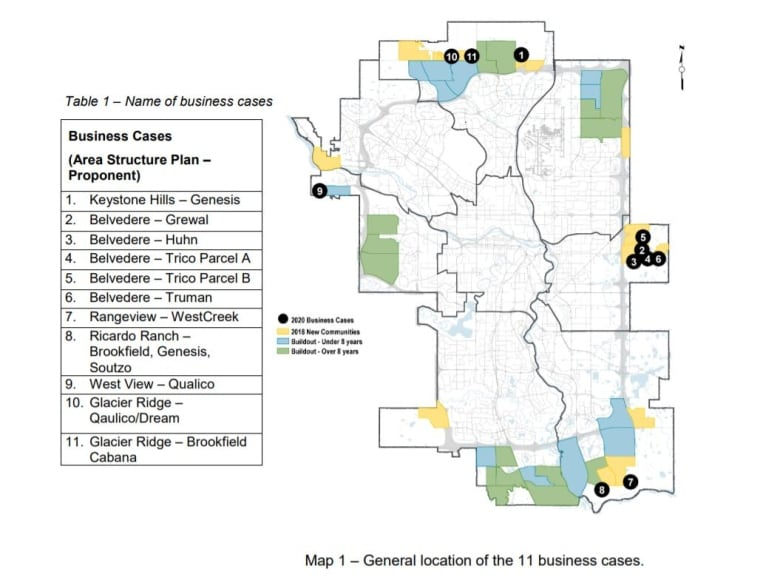 Table 1 – Name of business cases
Business Cases
(Area Structure Plan –
Proponent)
1. Keystone Hills – Genesis
2. Belvedere – Grewal
3. Belvedere – Huhn
4. Belvedere – Trico Parcel A
5. Belvedere – Trico Parcel B
6. Belvedere – Truman
7. Rangeview – WestCreek
8. Ricardo Ranch –
Brookfield, Genesis,
Soutzo
9. West View – Qualico
10. Glacier Ridge –
Qaulico/Dream
11. Glacier Ridge – Brookfield
Cabana
N
10 11 1
9
5
2
3 4 6
2020 Business Cases
2018 New Communities
Buildout - Under 8 years
Buildout - Over 8 years
8 7
Map 1 – General location of the 11 business cases.